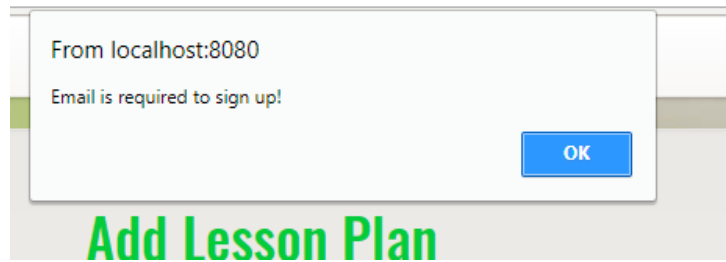 From localhost:8080
Email is required to sign up!
OK
Add Lesson Plan